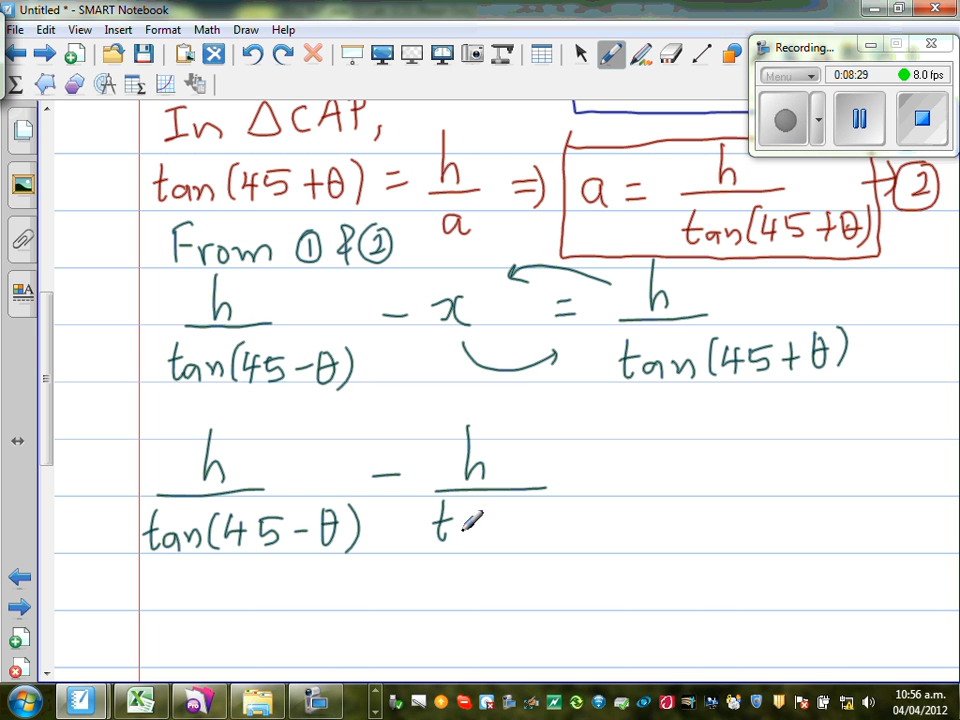 Untitled * - SMART Notebook
File Edit View Insert Format Math Draw Help
Recording...
Menu 0:08:29 8.0 fps
In ΔCAP,
tan(45+θ) = h/a ⇒ a = h/tan(45+θ) → ②
From ① & ②
h/tan(45-θ) - x = h/tan(45+θ)
h/tan(45-θ) - h/t
10:56 a.m.
04/04/2012